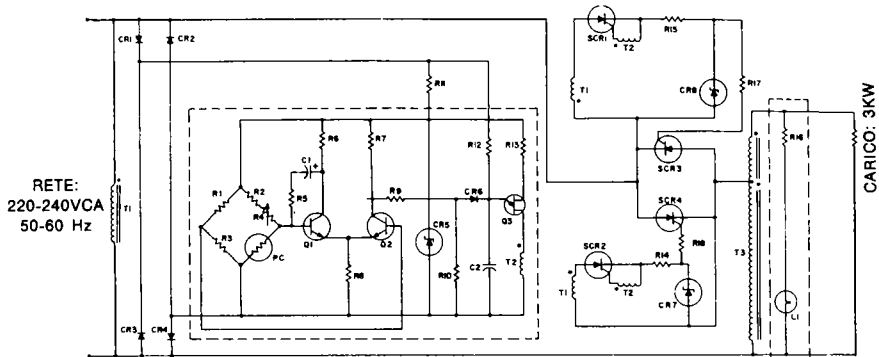 RETE:
220-240VCA
50-60 Hz
T1
CR1
CR2
CR3
CR4
R1
R2
R3
R4
PC
R5
C1
+
R6
Q1
R7
Q2
R8
R9
R10
R11
CR5
R12
CR6
C2
R13
Q3
T2
SCR1
T2
R15
T1
CR8
R17
SCR3
SCR4
R18
SCR2
R14
T1
T2
CR7
T3
R16
L1
CARICO: 3KW